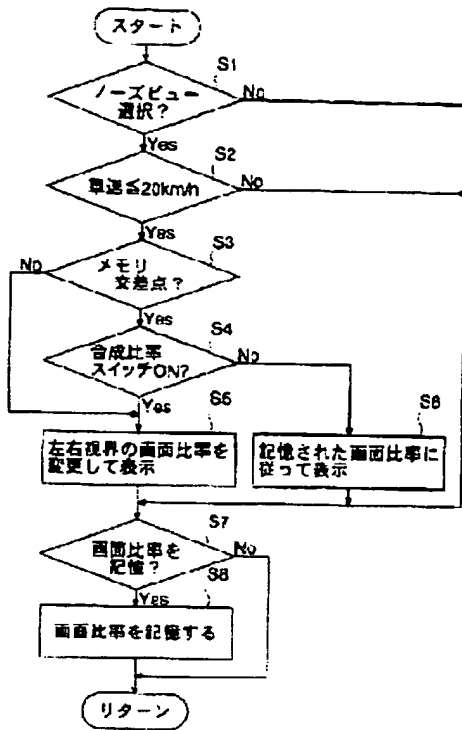 スタート
S1
ノーズビュー
選択？
No
Yes
S2
車速≦20km/h
No
Yes
S3
No
メモリ
交差点？
Yes
S4
合成比率
スイッチON?
No
Yes
S5
S6
左右視界の画面比率を
変更して表示
記憶された画面比率に
従って表示
S7
画面比率を
記憶？
No
S8
Yes
画面比率を記憶する
リターン